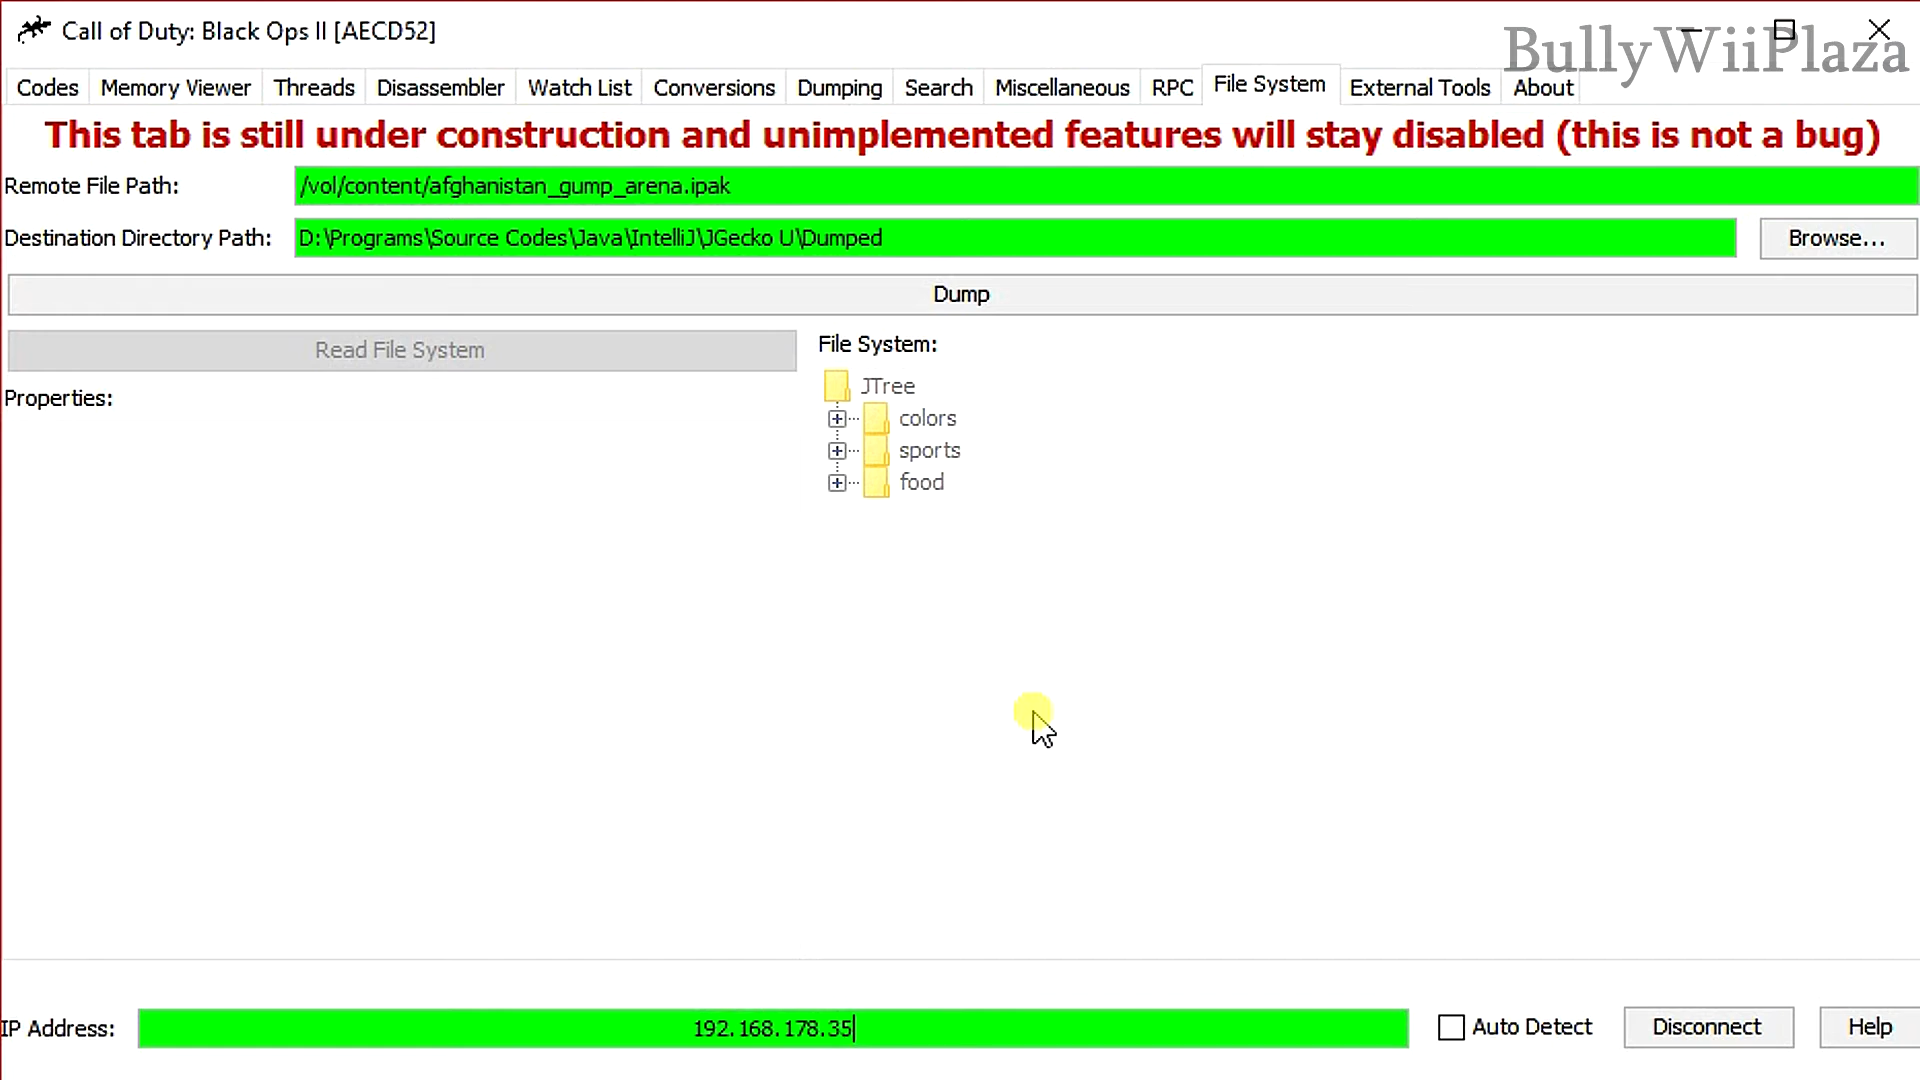 Call of Duty: Black Ops II [AECD52]
BullyWiiPlaza
Codes Memory Viewer Threads Disassembler Watch List Conversions Dumping Search Miscellaneous RPC File System External Tools About
This tab is still under construction and unimplemented features will stay disabled (this is not a bug)
Remote File Path: /vol/content/afghanistan_gump_arena.ipak
Destination Directory Path: D:\Programs\Source Codes\Java\IntelliJ\JGecko U\Dumped Browse...
Dump
Read File System
File System:
Properties:
JTree
colors
sports
food
IP Address: 192.168.178.35 Auto Detect Disconnect Help